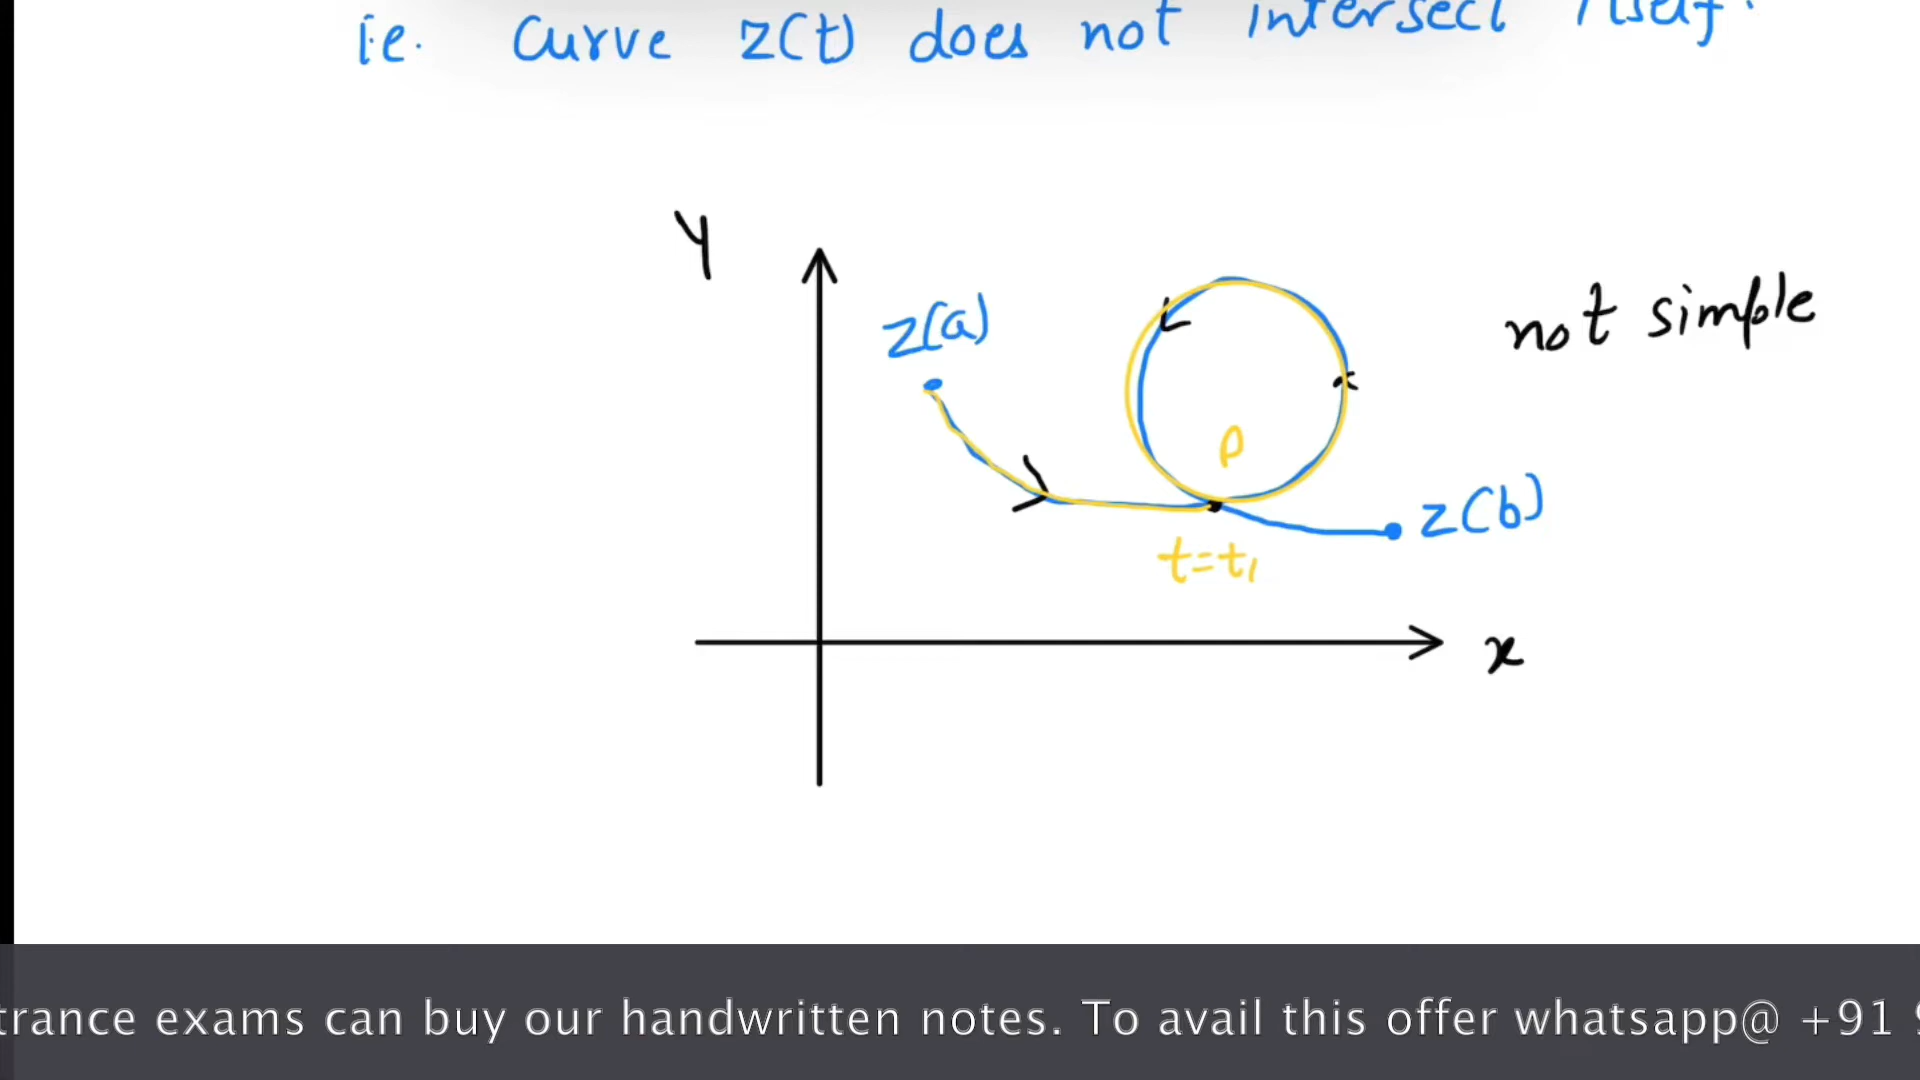 i.e. Curve z(t) does not intersect itself.
Y
z(a)
not simple
P
z(b)
t=t₁
x
trance exams can buy our handwritten notes. To avail this offer whatsapp@ +91 9